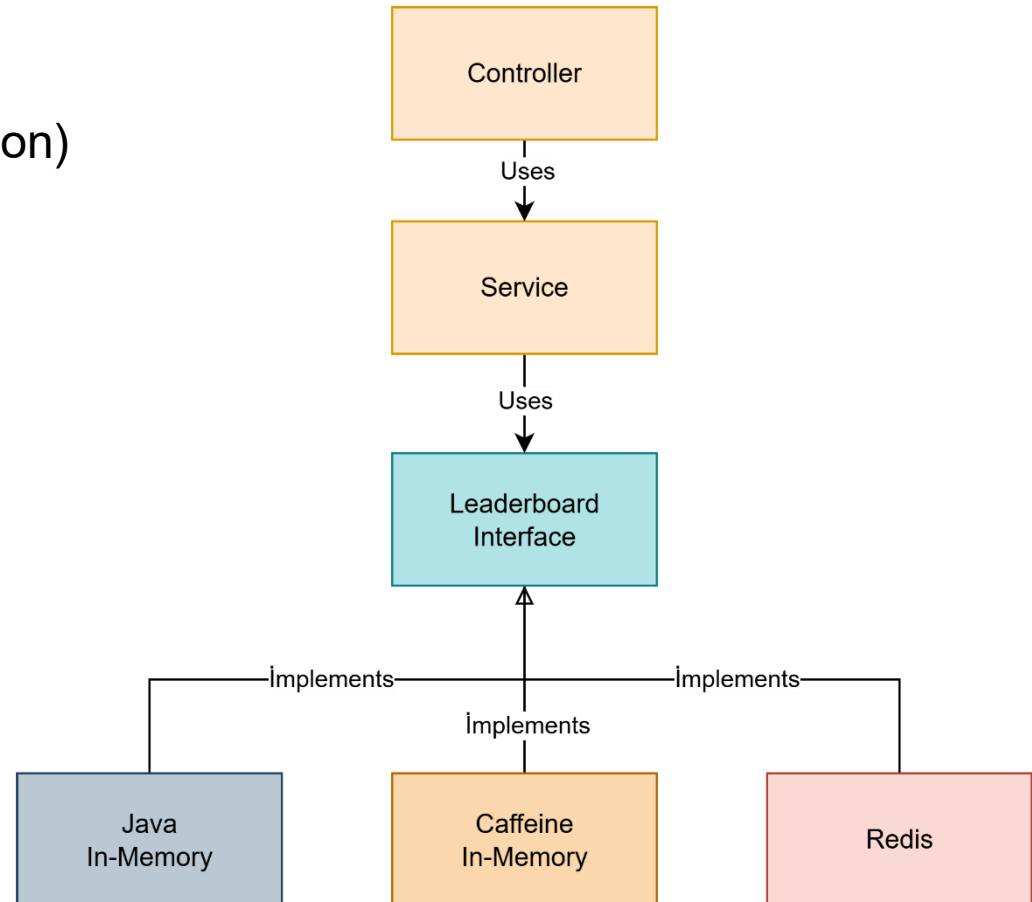 Controller
on)
Uses
Service
Uses
Leaderboard
Interface
İmplements
İmplements
İmplements
Java
In-Memory
Caffeine
In-Memory
Redis